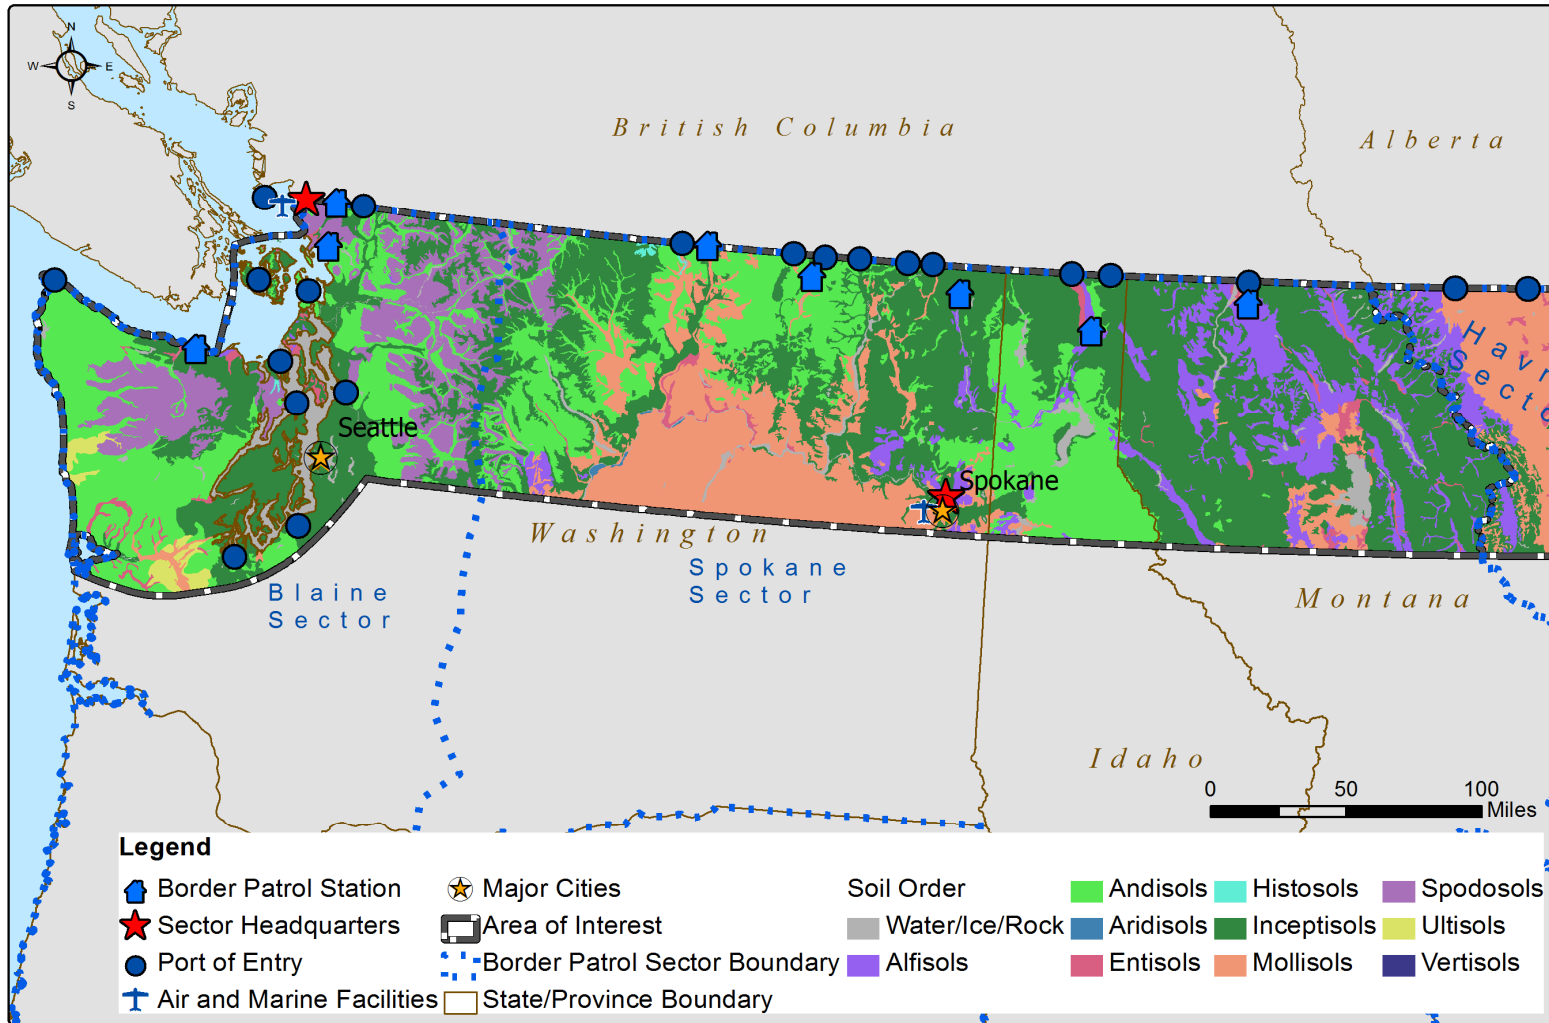 N
W E
S
British Columbia
Alberta
Havr
Secto
Seattle
Spokane
Washington
Spokane
Sector
Blaine
Sector
Montana
Idaho
0 50 100
Miles
Legend
Border Patrol Station
Sector Headquarters
Port of Entry
Air and Marine Facilities
Major Cities
Area of Interest
Border Patrol Sector Boundary
State/Province Boundary
Soil Order
Water/Ice/Rock
Alfisols
Andisols
Aridisols
Entisols
Histosols
Inceptisols
Mollisols
Spodosols
Ultisols
Vertisols